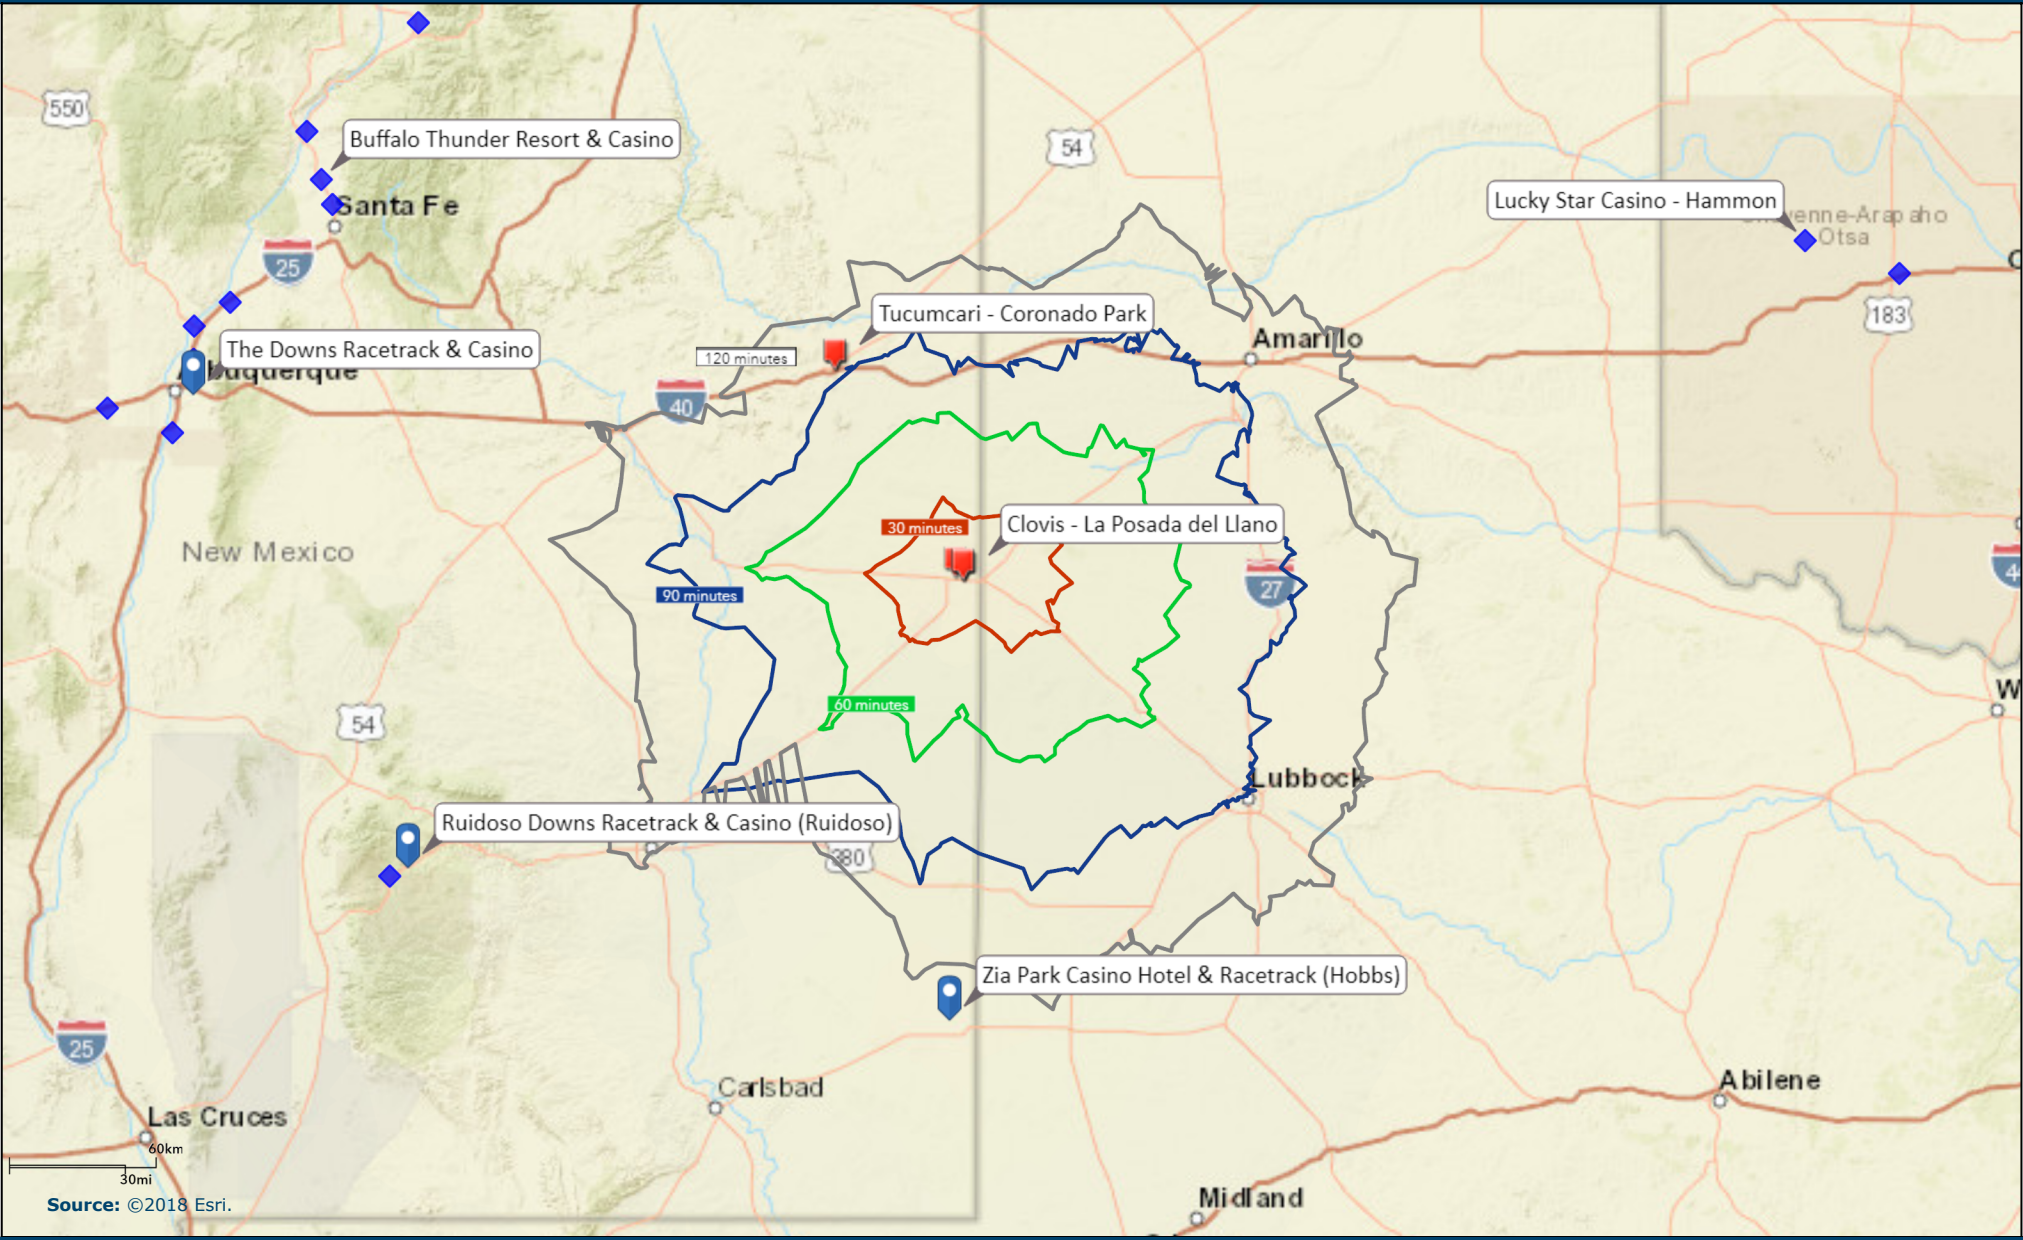 550
54
Buffalo Thunder Resort & Casino
Lucky Star Casino - Hammon
Santa Fe
Otsa
25
Tucumcari - Coronado Park
183
The Downs Racetrack & Casino
Amarillo
120 minutes
Albuquerque
40
30 minutes
Clovis - La Posada del Llano
New Mexico
27
90 minutes
60 minutes
54
Lubbock
Ruidoso Downs Racetrack & Casino (Ruidoso)
380
Zia Park Casino Hotel & Racetrack (Hobbs)
25
Carlsbad
Abilene
Las Cruces
60km
30mi
Midland
Source: ©2018 Esri.